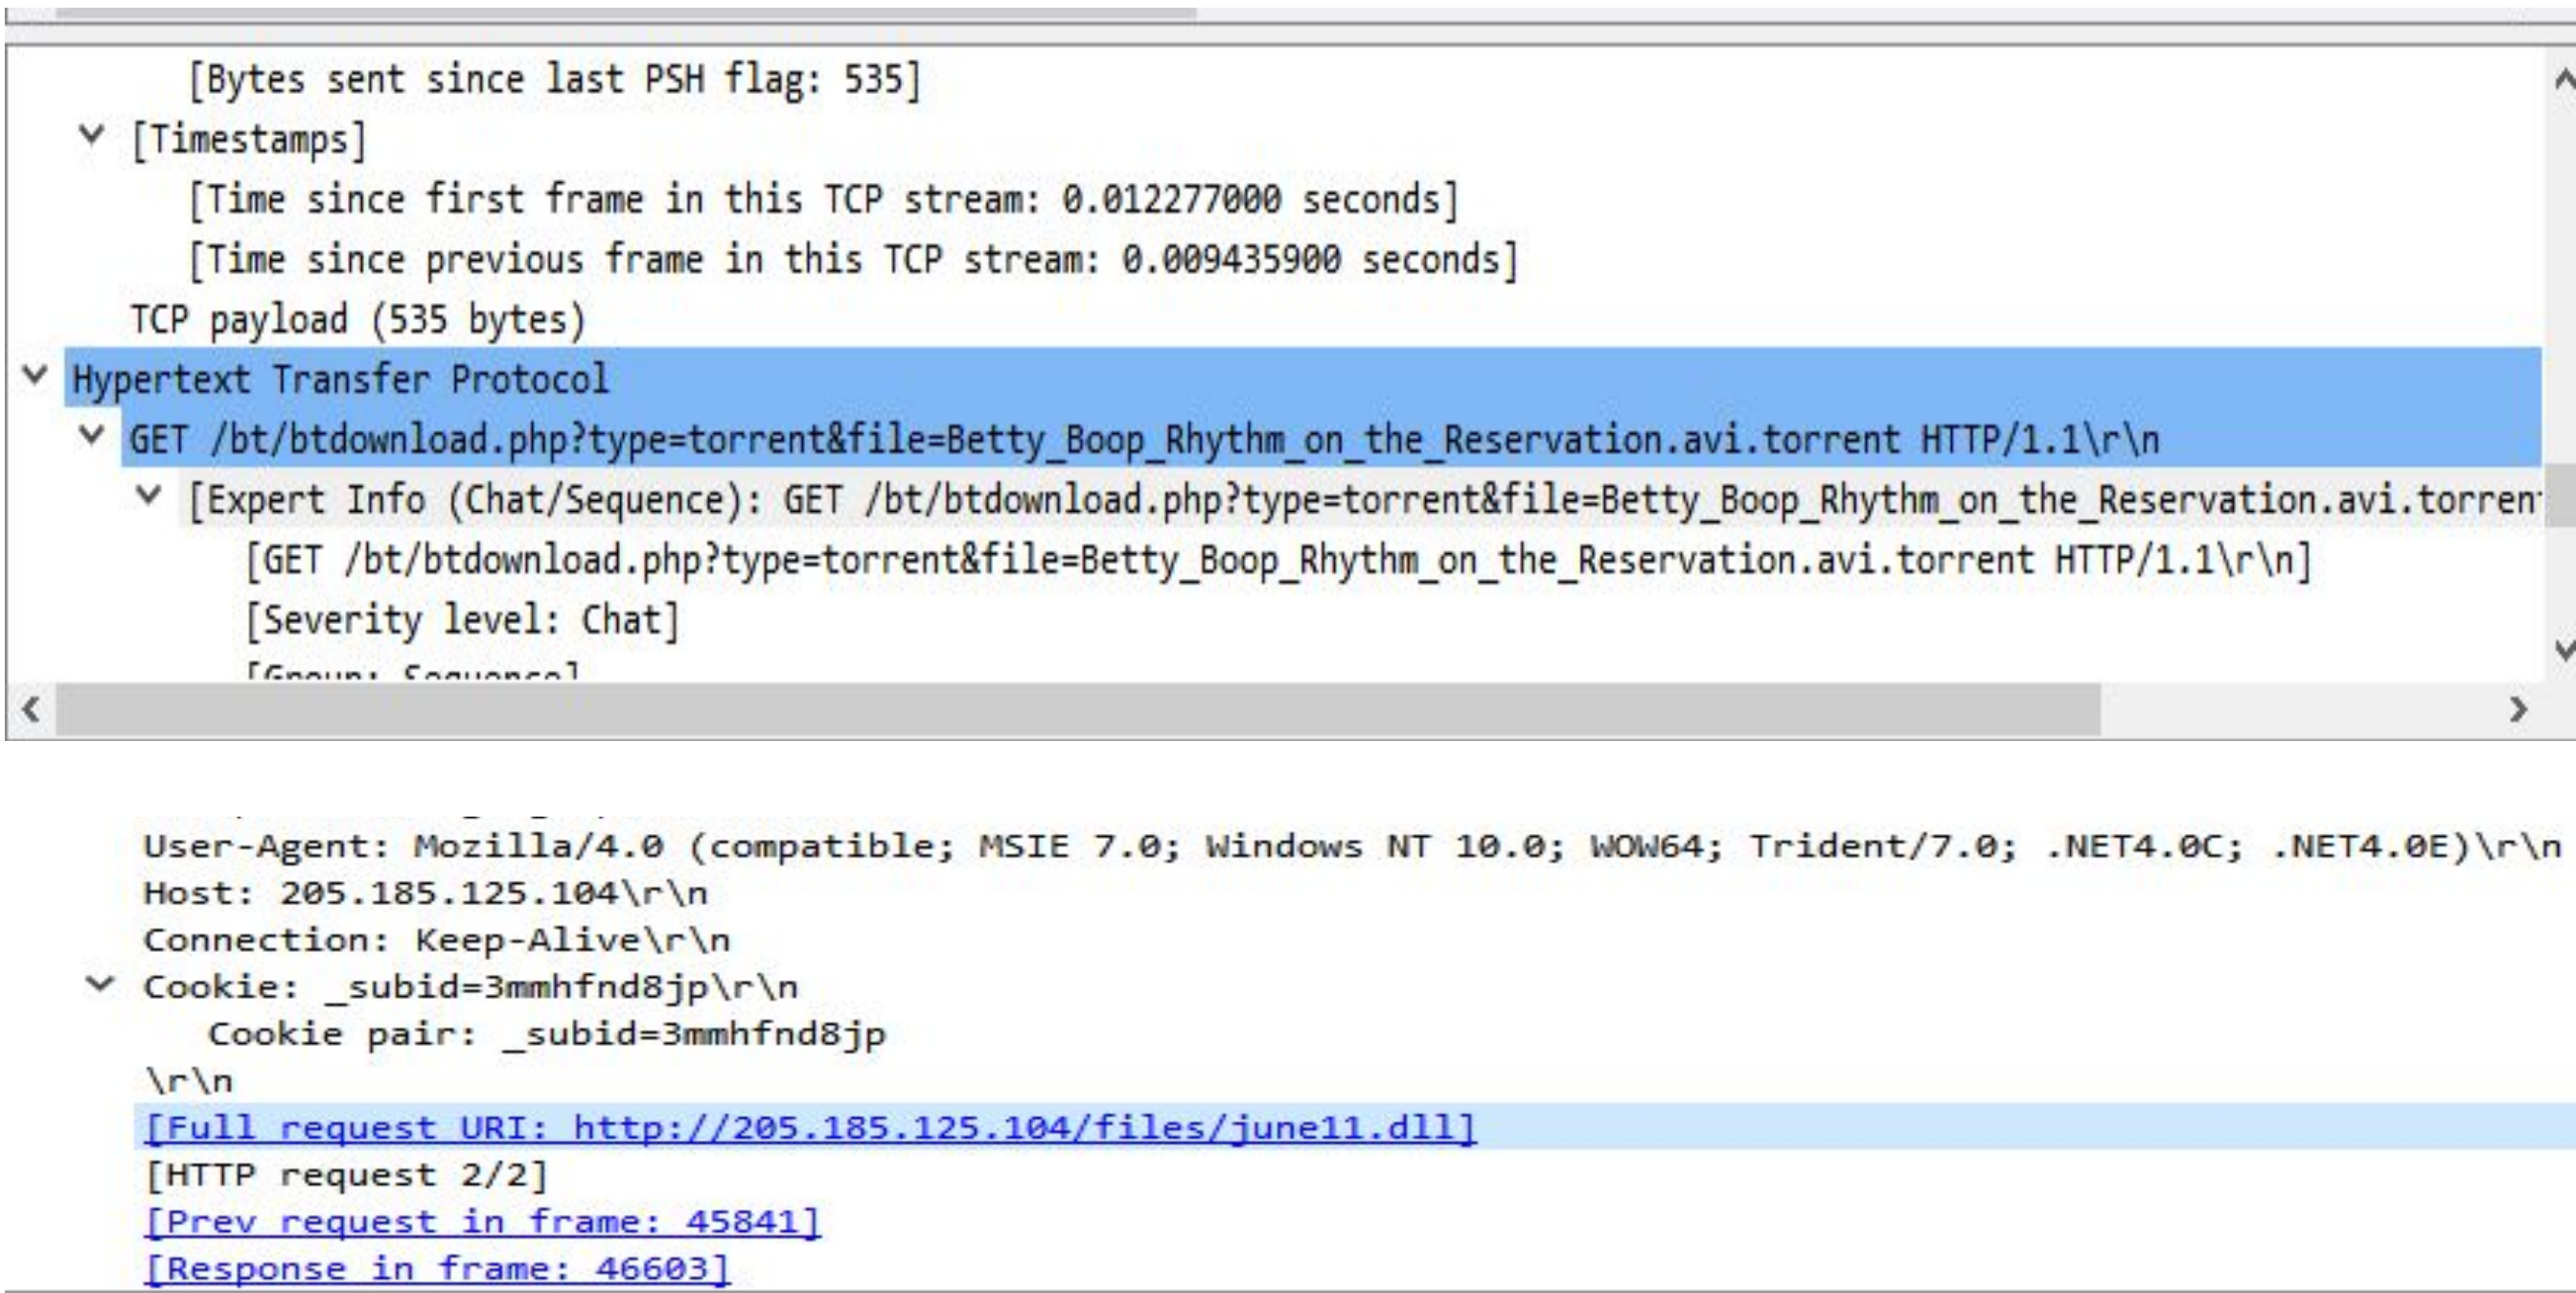 [Bytes sent since last PSH flag: 535]
[Timestamps]
[Time since first frame in this TCP stream: 0.012277000 seconds]
[Time since previous frame in this TCP stream: 0.009435900 seconds]
TCP payload (535 bytes)
Hypertext Transfer Protocol
GET /bt/btdownload.php?type=torrent&file=Betty_Boop_Rhythm_on_the_Reservation.avi.torrent HTTP/1.1\r\n
[Expert Info (Chat/Sequence): GET /bt/btdownload.php?type=torrent&file=Betty_Boop_Rhythm_on_the_Reservation.avi.torren
[GET /bt/btdownload.php?type=torrent&file=Betty_Boop_Rhythm_on_the_Reservation.avi.torrent HTTP/1.1\r\n]
[Severity level: Chat]
[Group: Sequence]
User-Agent: Mozilla/4.0 (compatible; MSIE 7.0; Windows NT 10.0; WOW64; Trident/7.0; .NET4.0C; .NET4.0E)\r\n
Host: 205.185.125.104\r\n
Connection: Keep-Alive\r\n
Cookie: _subid=3mmhfnd8jp\r\n
Cookie pair: _subid=3mmhfnd8jp
\r\n
[Full request URI: http://205.185.125.104/files/june11.dll]
[HTTP request 2/2]
[Prev request in frame: 45841]
[Response in frame: 46603]